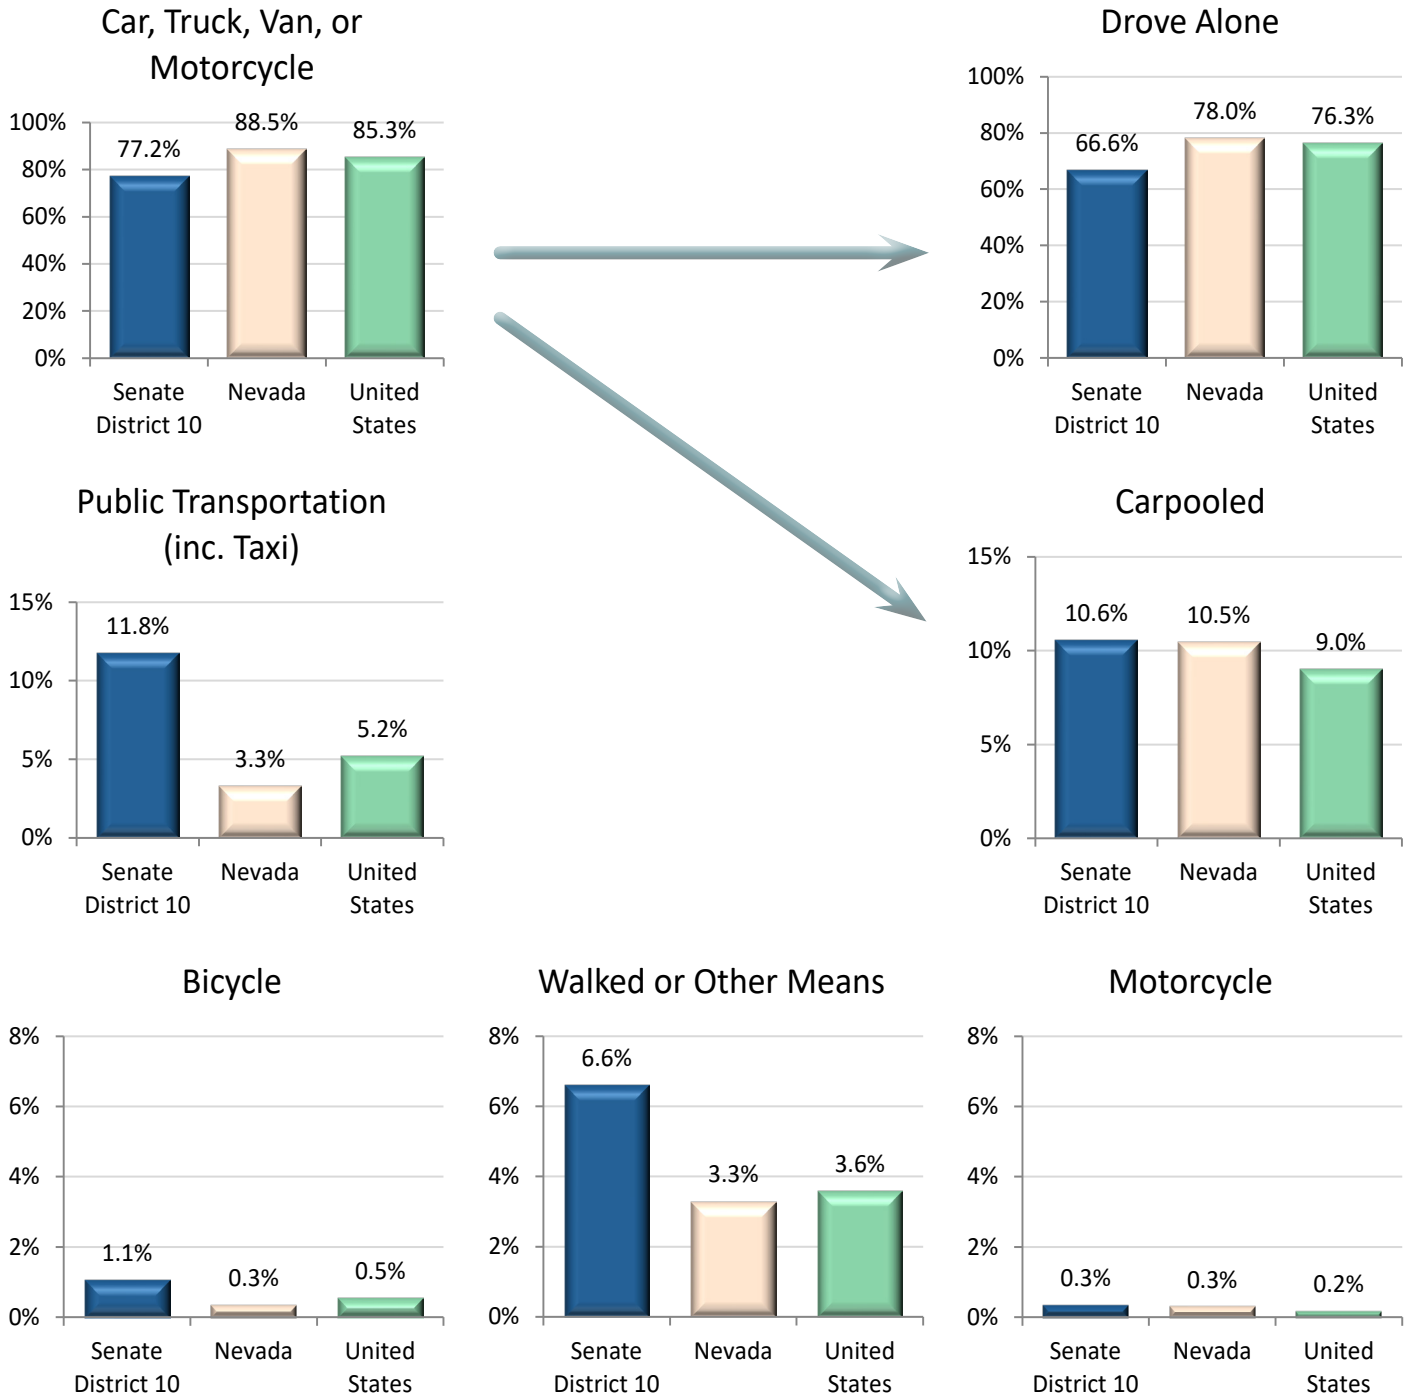 Car, Truck, Van, or
Motorcycle
100%
80%
60%
40%
20%
0%
77.2%
88.5%
85.3%
Senate
District 10
Nevada
United
States
Drove Alone
100%
80%
60%
40%
20%
0%
66.6%
78.0%
76.3%
Senate
District 10
Nevada
United
States
Public Transportation
(inc. Taxi)
15%
10%
5%
0%
11.8%
3.3%
5.2%
Senate
District 10
Nevada
United
States
Carpooled
15%
10%
5%
0%
10.6%
10.5%
9.0%
Senate
District 10
Nevada
United
States
Bicycle
8%
6%
4%
2%
0%
1.1%
0.3%
0.5%
Senate
District 10
Nevada
United
States
Walked or Other Means
8%
6%
4%
2%
0%
6.6%
3.3%
3.6%
Senate
District 10
Nevada
United
States
Motorcycle
8%
6%
4%
2%
0%
0.3%
0.3%
0.2%
Senate
District 10
Nevada
United
States